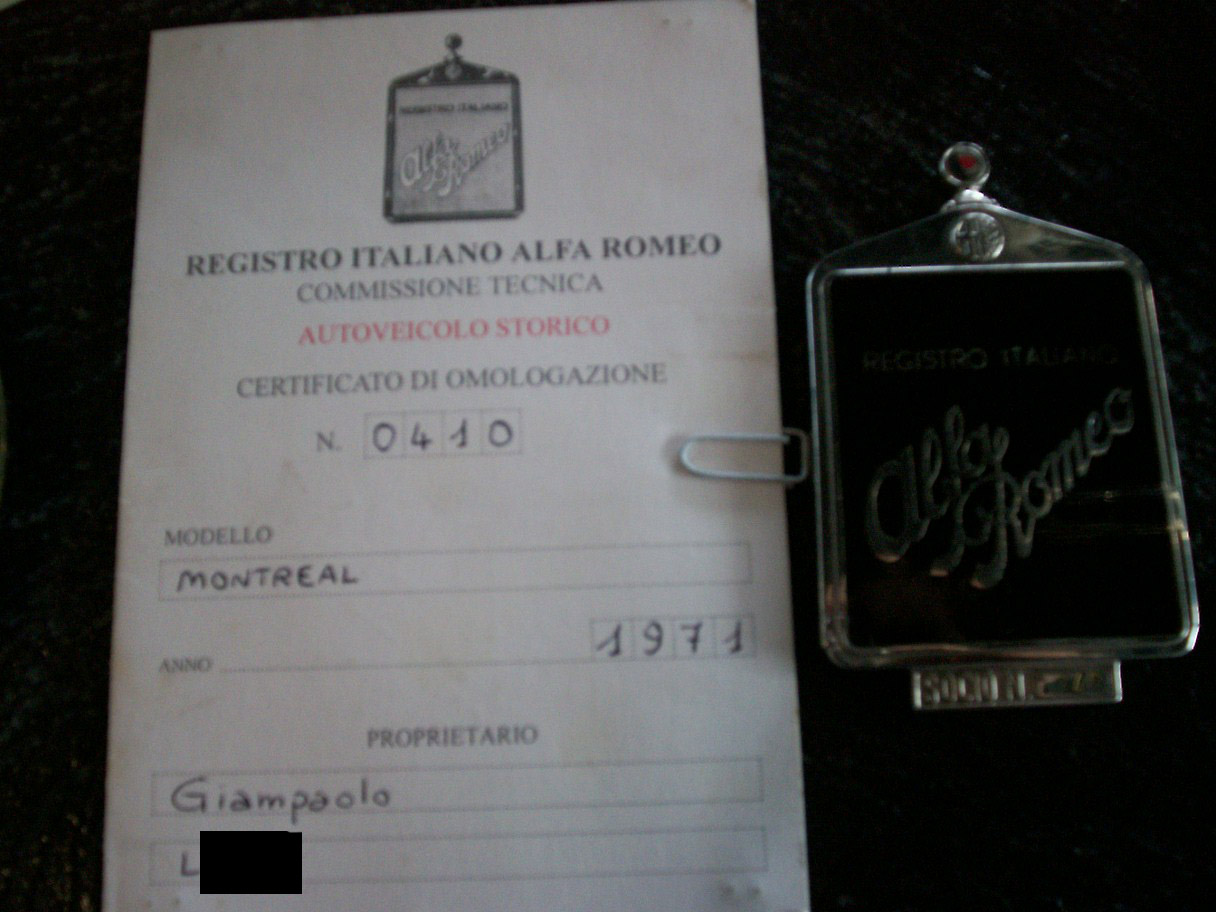 REGISTRO ITALIANO
Alfa
Romeo
REGISTRO ITALIANO ALFA ROMEO
COMMISSIONE TECNICA
AUTOVEICOLO STORICO
CERTIFICATO DI OMOLOGAZIONE
N. 0410
MODELLO
MONTREAL
ANNO 1971
PROPRIETARIO
Giampaolo
L
REGISTRO ITALIANO
Alfa
Romeo
SOCIO N.